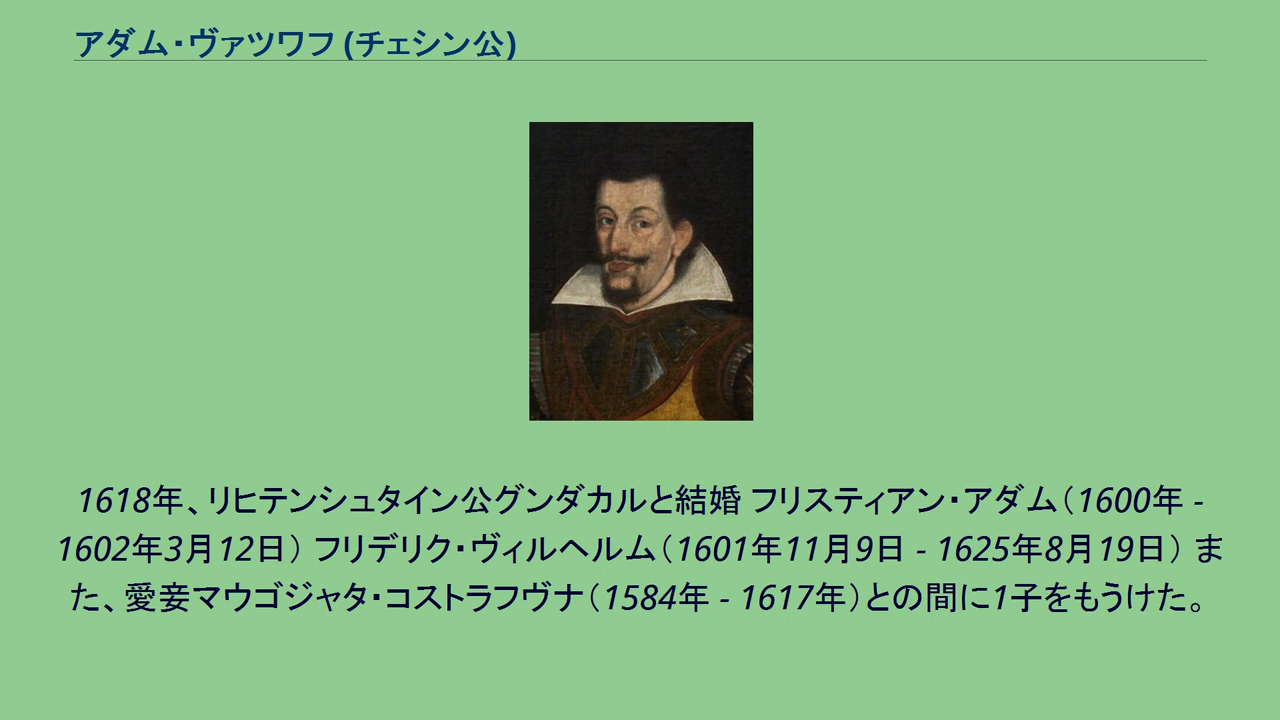 アダム・ヴァツワフ (チェシン公)
1618年、リヒテンシュタイン公グンダカルと結婚 フリスティアン・アダム（1600年 -
1602年3月12日） フリデリク・ヴィルヘルム（1601年11月9日 - 1625年8月19日） ま
た、愛妾マウゴジャタ・コストラフヴナ（1584年 - 1617年）との間に1子をもうけた。